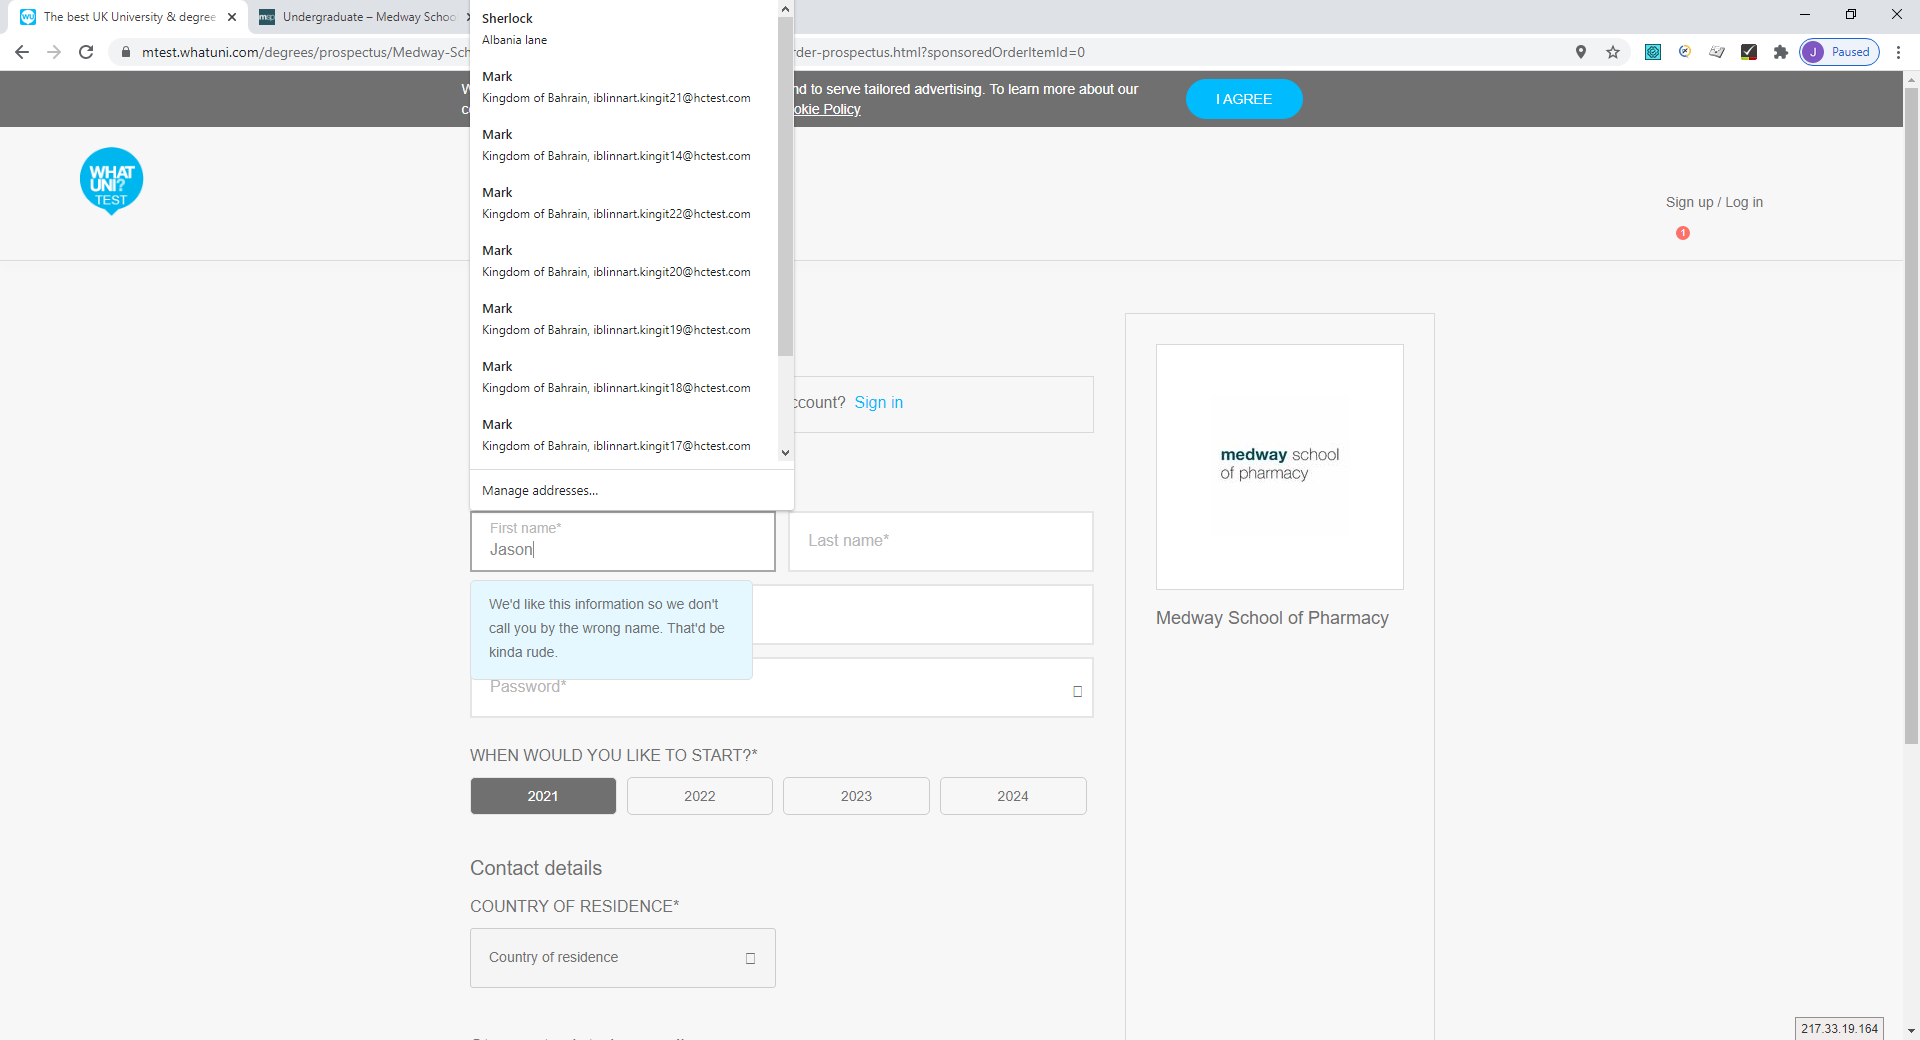 The best UK University & degree
Undergraduate – Medway School
mtest.whatuni.com/degrees/prospectus/Medway-Sch
rder-prospectus.html?sponsoredOrderItemId=0
J Paused
nd to serve tailored advertising. To learn more about our
ookie Policy
I AGREE
WHAT
UNI?
TEST
Sign up / Log in
1
Sherlock
Albania lane
Mark
Kingdom of Bahrain, iblinnart.kingit21@hctest.com
Mark
Kingdom of Bahrain, iblinnart.kingit14@hctest.com
Mark
Kingdom of Bahrain, iblinnart.kingit22@hctest.com
Mark
Kingdom of Bahrain, iblinnart.kingit20@hctest.com
Mark
Kingdom of Bahrain, iblinnart.kingit19@hctest.com
Mark
Kingdom of Bahrain, iblinnart.kingit18@hctest.com
Mark
Kingdom of Bahrain, iblinnart.kingit17@hctest.com
Manage addresses...
ccount? Sign in
First name*
Jason
Last name*
We'd like this information so we don't
call you by the wrong name. That'd be
kinda rude.
Password*
WHEN WOULD YOU LIKE TO START?*
2021
2022
2023
2024
Contact details
COUNTRY OF RESIDENCE*
Country of residence
medway school
of pharmacy
Medway School of Pharmacy
217.33.19.164